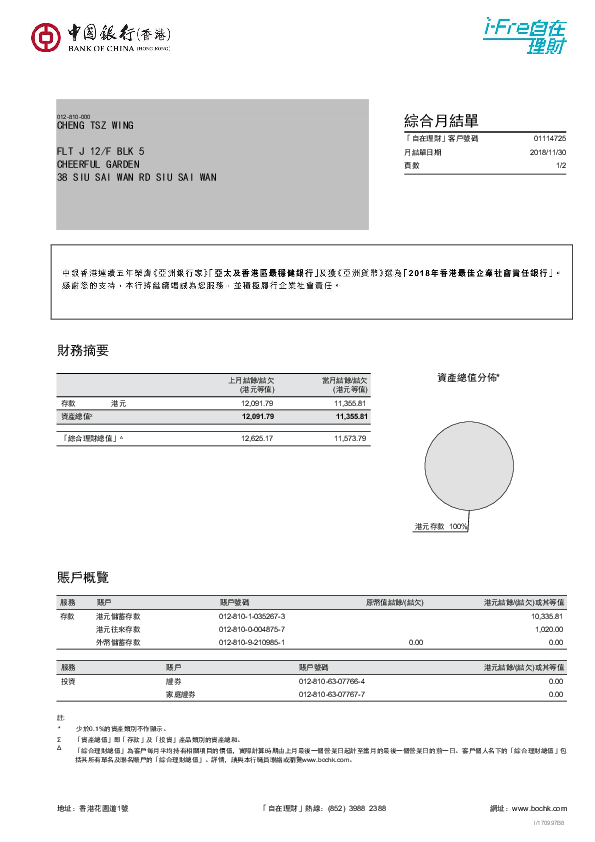 中國銀行(香港)
BANK OF CHINA (HONG KONG)
i-Free自在
理財
012-810-000
CHENG TSZ WING
FLT J 12/F BLK 5
CHEERFUL GARDEN
38 SIU SAI WAN RD SIU SAI WAN
綜合月結單
「自在理財」客戶號碼 01114725
月結單日期 2018/11/30
頁數 1/2
中銀香港連續五年榮膺《亞洲銀行家》「亞太及香港區最穩健銀行」及獲《亞洲貨幣》選為「2018年香港最佳企業社會責任銀行」。
感謝您的支持，本行將繼續竭誠為您服務，並積極履行企業社會責任。
財務摘要
上月結餘/結欠 當月結餘/結欠
(港元等值) (港元等值)
存款 港元 12,091.79 11,355.81
資產總值Σ 12,091.79 11,355.81
「綜合理財總值」Δ 12,625.17 11,573.79
資產總值分佈*
港元存款 100%
賬戶概覽
服務 賬戶 賬戶號碼 原幣值結餘/(結欠) 港元結餘/(結欠)或其等值
存款 港元儲蓄存款 012-810-1-035267-3 10,335.81
港元往來存款 012-810-0-004875-7 1,020.00
外幣儲蓄存款 012-810-9-210985-1 0.00 0.00
服務 賬戶 賬戶號碼 港元結餘/(結欠)或其等值
投資 證券 012-810-63-07766-4 0.00
家庭證券 012-810-63-07767-7 0.00
註:
* 少於0.1%的資產類別不作顯示。
Σ 「資產總值」即「存款」及「投資」產品類別的資產總和。
Δ 「綜合理財總值」為客戶每月平均持有相關項目的價值，實際計算時期由上月最後一個營業日起計至當月的最後一個營業日的前一日。客戶個人名下的「綜合理財總值」包
括其所有單名及聯名賬戶的「綜合理財總值」。詳情，請與本行職員聯絡或瀏覽www.bochk.com。
地址：香港花園道1號 「自在理財」熱線：(852) 3988 2388 網址：www.bochk.com